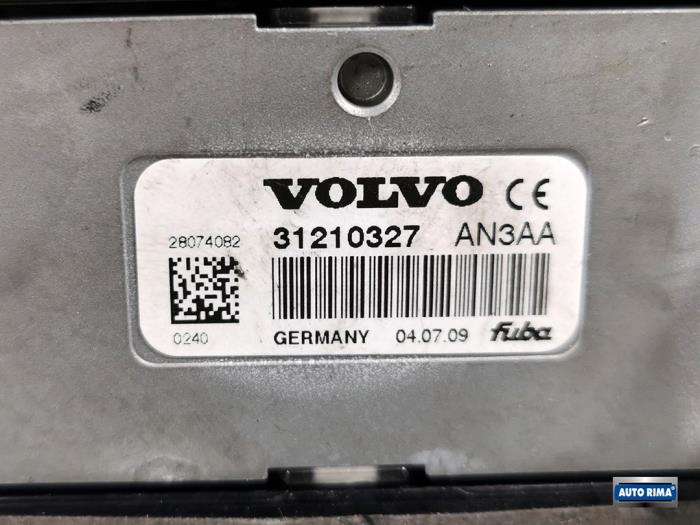 VOLVO CE
28074082 31210327 AN3AA
0240 GERMANY 04.07.09 fuba
AUTO RIMA